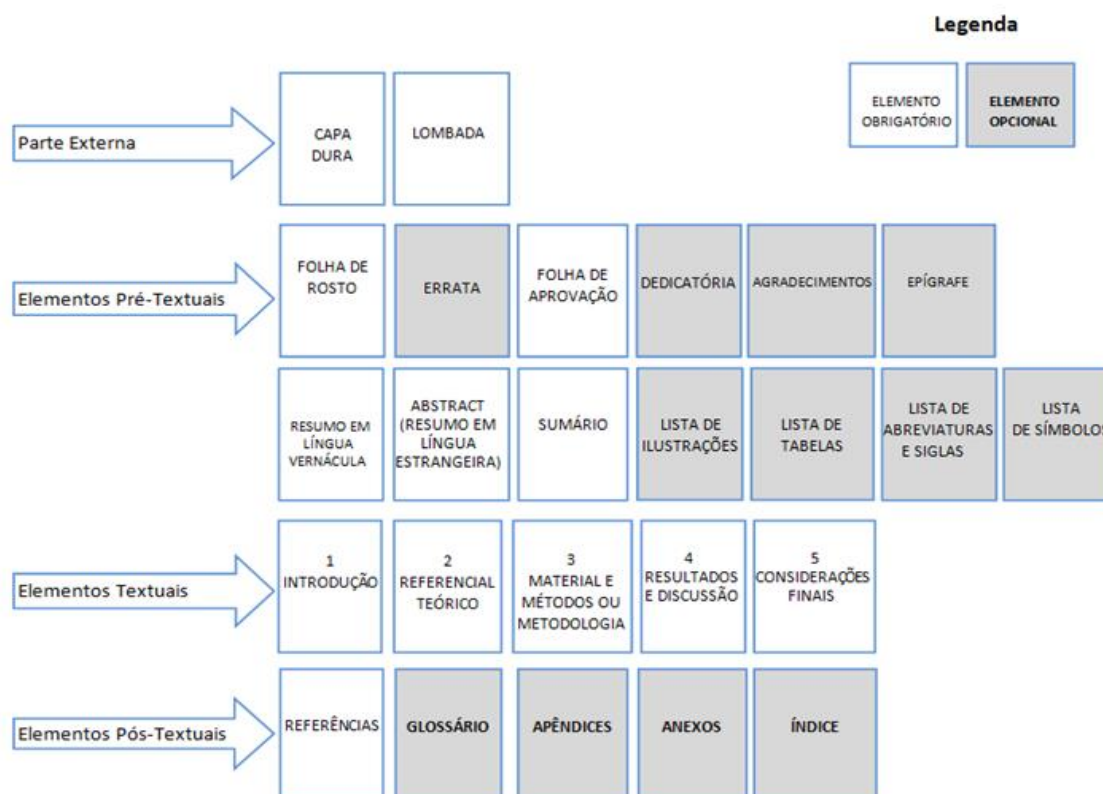 Legenda
ELEMENTO
OBRIGATÓRIO
ELEMENTO
OPCIONAL
Parte Externa
CAPA
DURA
LOMBADA
Elementos Pré-Textuais
FOLHA DE
ROSTO
ERRATA
FOLHA DE
APROVAÇÃO
DEDICATÓRIA
AGRADECIMENTOS
EPÍGRAFE
RESUMO EM
LÍNGUA
VERNÁCULA
ABSTRACT
(RESUMO EM
LÍNGUA
ESTRANGEIRA)
SUMÁRIO
LISTA DE
ILUSTRAÇÕES
LISTA DE
TABELAS
LISTA DE
ABREVIATURAS
E SIGLAS
LISTA
DE SÍMBOLOS
Elementos Textuais
1
INTRODUÇÃO
2
REFERENCIAL
TEÓRICO
3
MATERIAL E
MÉTODOS OU
METODOLOGIA
4
RESULTADOS
E DISCUSSÃO
5
CONSIDERAÇÕES
FINAIS
Elementos Pós-Textuais
REFERÊNCIAS
GLOSSÁRIO
APÊNDICES
ANEXOS
ÍNDICE